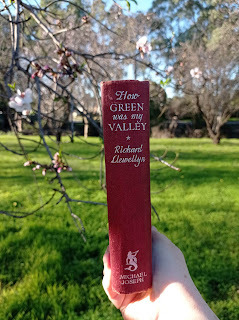 How
GREEN
was my
VALLEY
*
Richard
Llewellyn
MICHAEL
JOSEPH